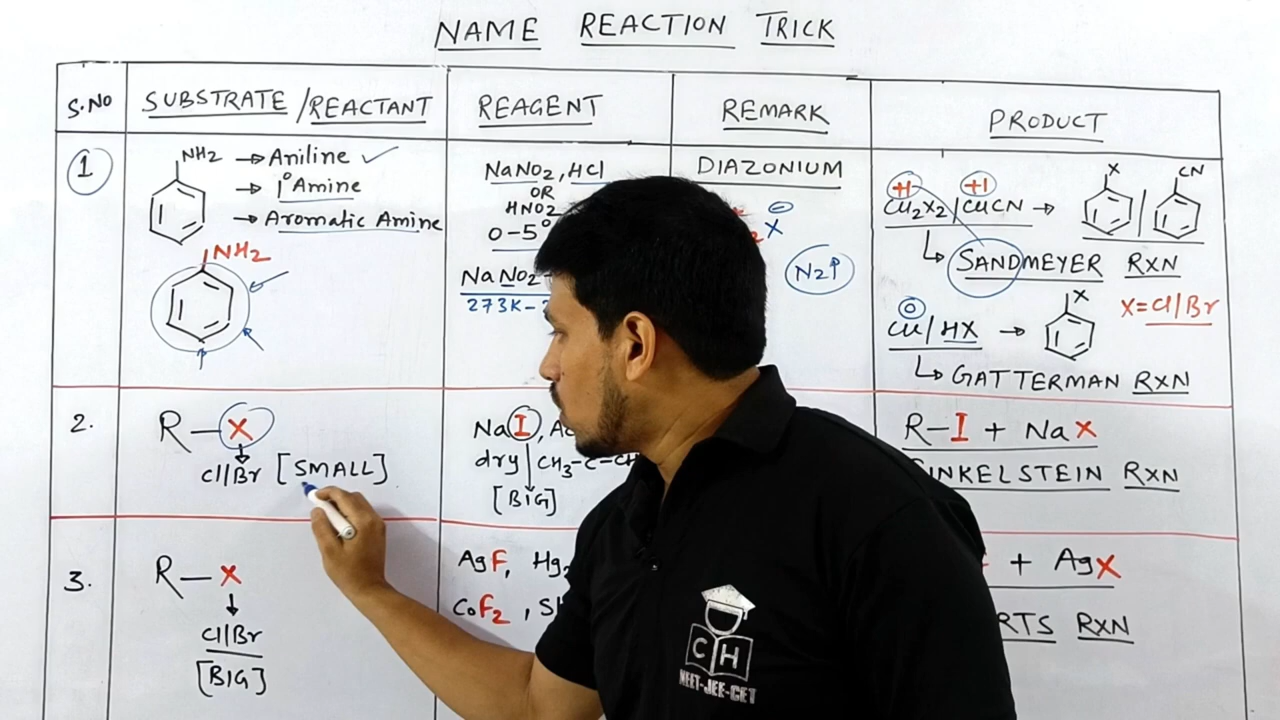 NAME REACTION TRICK
S.NO
SUBSTRATE / REACTANT
REAGENT
REMARK
PRODUCT
1
NH2 → Aniline ✓
→ 1° Amine
→ Aromatic Amine
NH2
NaNO2, HCl
OR
HNO2
0-5°
NaNO2
273K-
DIAZONIUM
X ⊖
N2↑
+1 +1
Cu2X2 / CuCN →
X
CN
↳ SANDMEYER RXN
0
Cu / HX →
X
X=Cl/Br
↳ GATTERMAN RXN
2.
R-X
Cl/Br [SMALL]
NaI,
dry CH3-C-
[BIG]
R-I + NaX
INKELSTEIN RXN
3.
R-X
Cl/Br
[BIG]
AgF, Hg2
CoF2,
+ AgX
RTS RXN
CH
NEET-JEE-CET